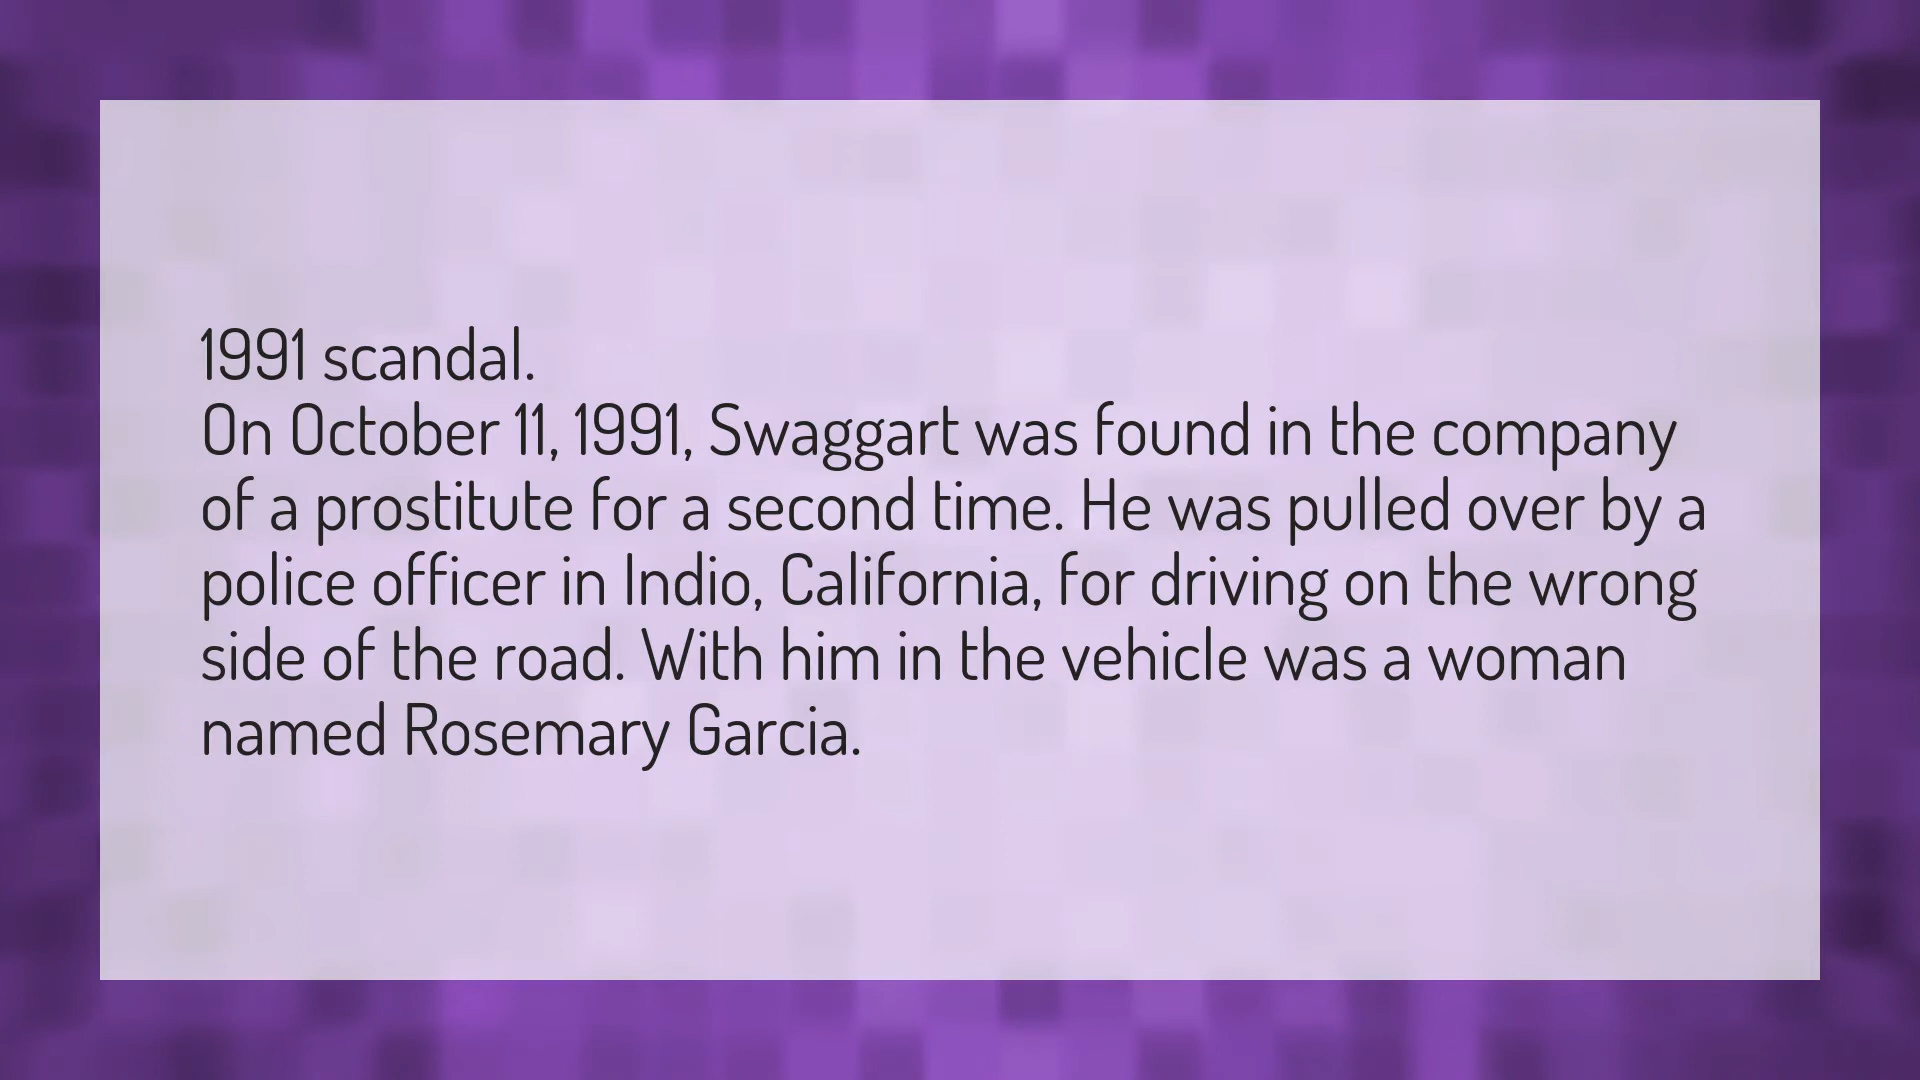 1991 scandal.
On October 11, 1991, Swaggart was found in the company
of a prostitute for a second time. He was pulled over by a
police officer in Indio, California, for driving on the wrong
side of the road. With him in the vehicle was a woman
named Rosemary Garcia.